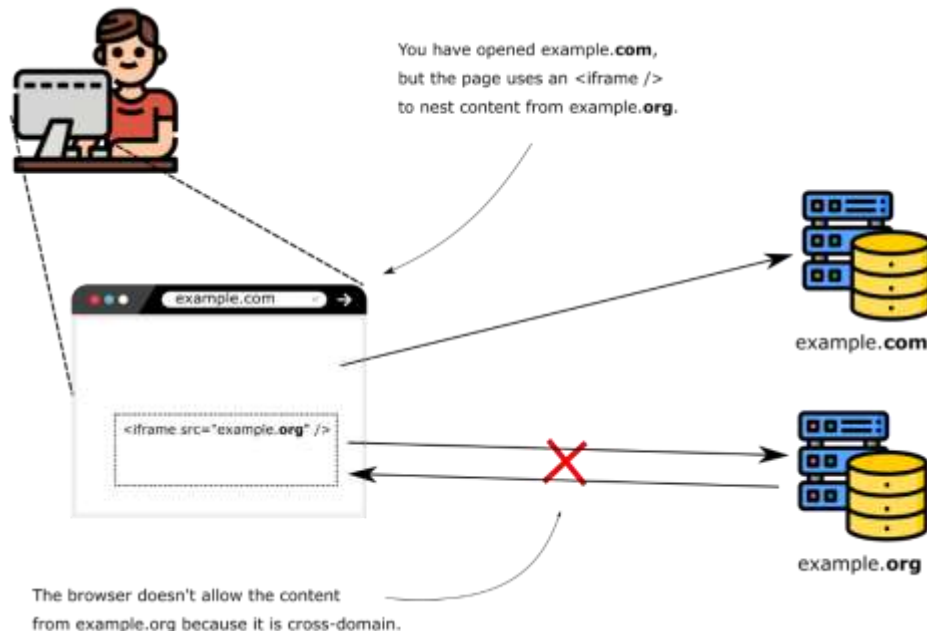 You have opened example.com,
but the page uses an <iframe />
to nest content from example.org.
example.com
example.com
<iframe src="example.org" />
example.org
The browser doesn't allow the content
from example.org because it is cross-domain.